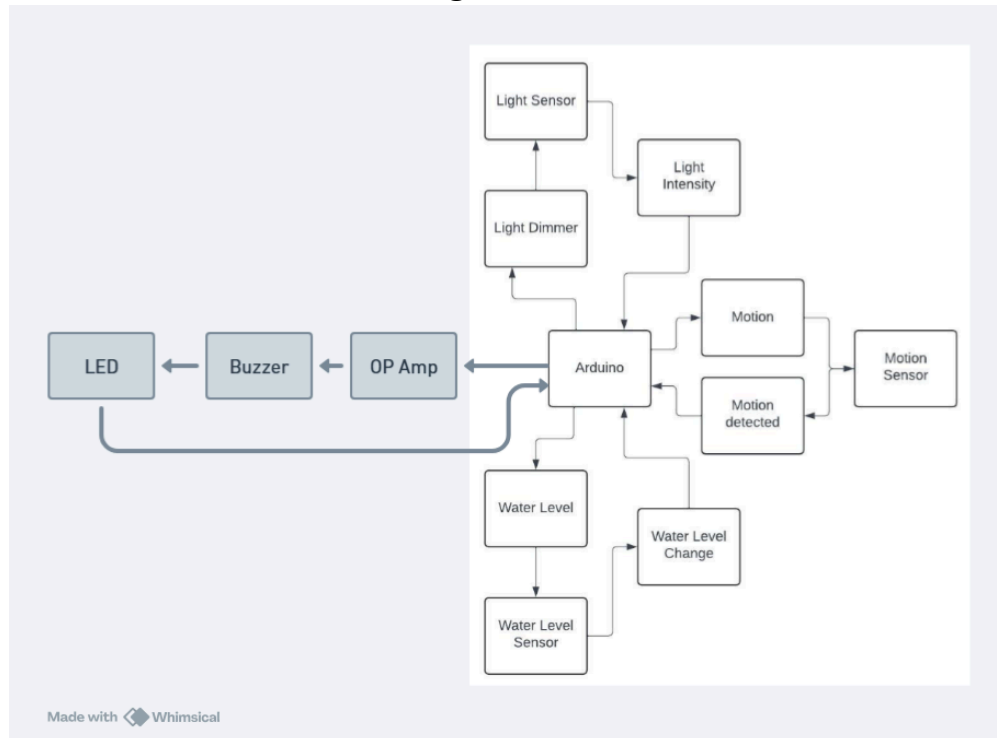 Light Sensor
Light
Intensity
Light Dimmer
Motion
Arduino
Motion
Sensor
LED
Buzzer
OP Amp
Motion
detected
Water Level
Water Level
Change
Water Level
Sensor
Made with Whimsical